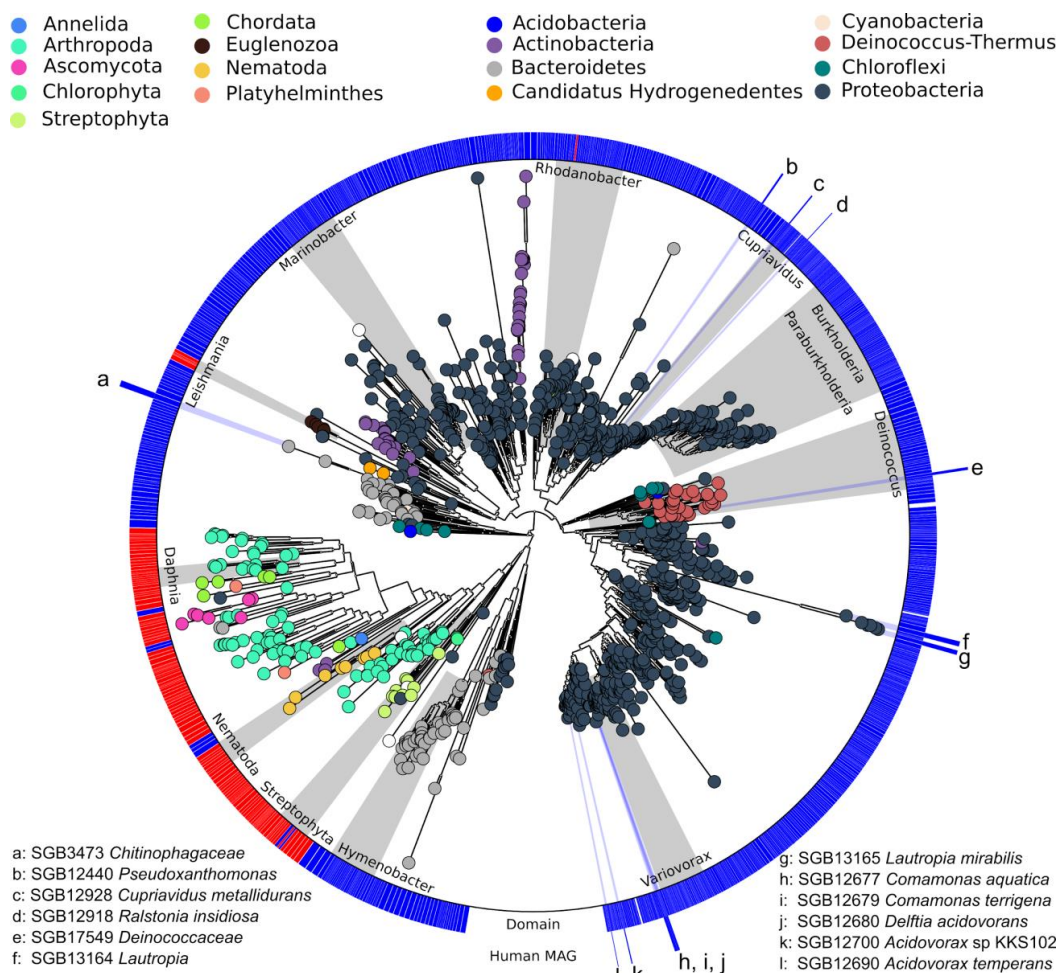 Annelida
Arthropoda
Ascomycota
Chlorophyta
Streptophyta
Chordata
Euglenozoa
Nematoda
Platyhelminthes
Acidobacteria
Actinobacteria
Bacteroidetes
Candidatus Hydrogenedentes
Cyanobacteria
Deinococcus-Thermus
Chloroflexi
Proteobacteria
Rhodanobacter
b
c
d
Marinobacter
Cupriavidus
Burkholderia
Paraburkholderia
Leishmania
a
Deinococcus
e
Daphnia
f
g
Nematoda
Streptophyta
Hymenobacter
Variovorax
Domain
Human MAG
h, i, j
l k
a: SGB3473 Chitinophagaceae
b: SGB12440 Pseudoxanthomonas
c: SGB12928 Cupriavidus metallidurans
d: SGB12918 Ralstonia insidiosa
e: SGB17549 Deinococcaceae
f: SGB13164 Lautropia
g: SGB13165 Lautropia mirabilis
h: SGB12677 Comamonas aquatica
i: SGB12679 Comamonas terrigena
j: SGB12680 Delftia acidovorans
k: SGB12700 Acidovorax sp KKS102
l: SGB12690 Acidovorax temperans